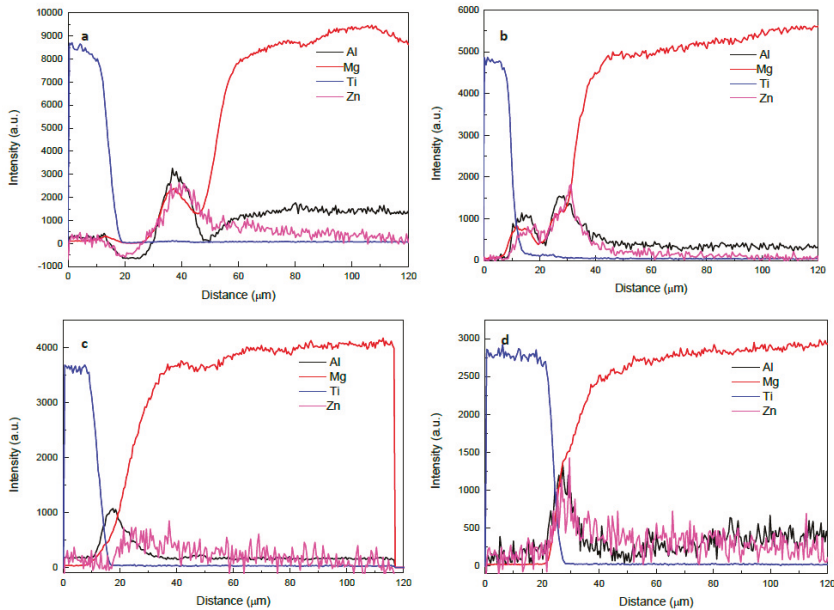 a
Al
Mg
Ti
Zn
10000
9000
8000
7000
6000
5000
4000
3000
2000
1000
0
-1000
Intensity (a.u.)
0 20 40 60 80 100 120
Distance (μm)
b
Al
Mg
Ti
Zn
6000
5000
4000
3000
2000
1000
0
Intensity (a.u.)
0 20 40 60 80 100 120
Distance (μm)
c
Al
Mg
Ti
Zn
4000
3000
2000
1000
0
Intensity (a.u.)
0 20 40 60 80 100 120
Distance (μm)
d
Al
Mg
Ti
Zn
3000
2500
2000
1500
1000
500
0
Intensity (a.u.)
0 20 40 60 80 100 120
Distance (μm)